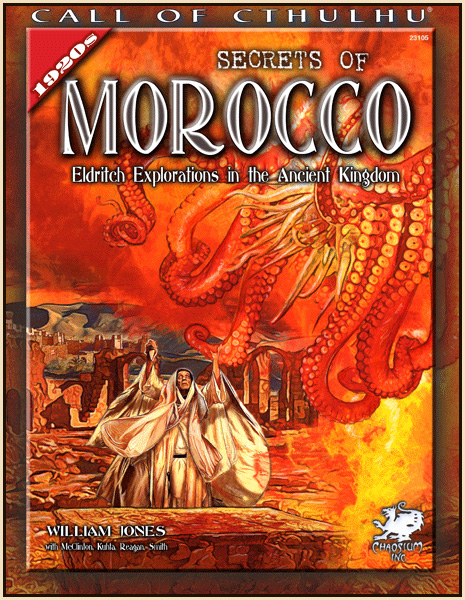 CALL OF CTHULHU®
23105
1920s
SECRETS OF
MOROCCO
Eldritch Explorations in the Ancient Kingdom
WILLIAM JONES
with McClinton, Kuhla, Reagan, Smith
CHAOSIUM
INC.